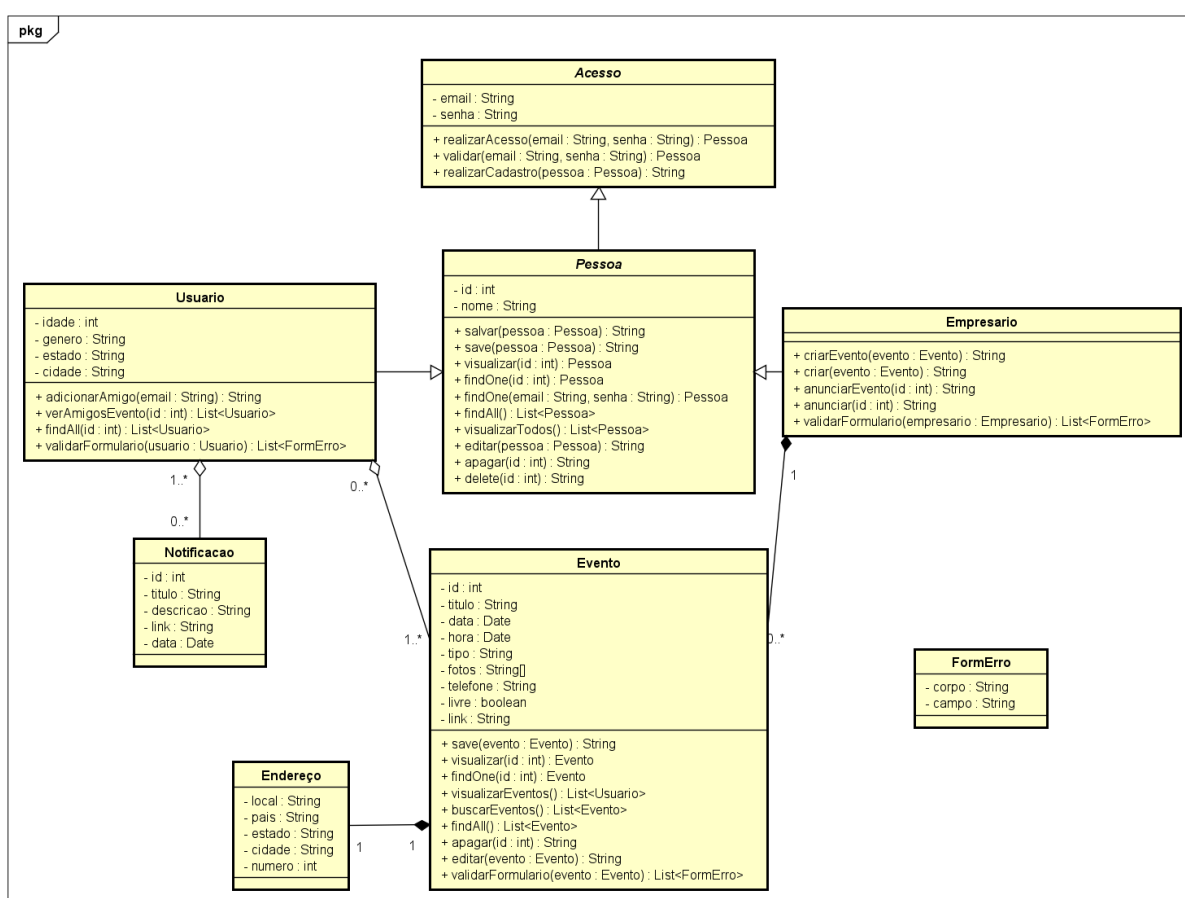 pkg
Acesso
- email : String
- senha : String
+ realizarAcesso(email : String, senha : String) : Pessoa
+ validar(email : String, senha : String) : Pessoa
+ realizarCadastro(pessoa : Pessoa) : String
Pessoa
- id : int
- nome : String
+ salvar(pessoa : Pessoa) : String
+ save(pessoa : Pessoa) : String
+ visualizar(id : int) : Pessoa
+ findOne(id : int) : Pessoa
+ findOne(email : String, senha : String) : Pessoa
+ findAll() : List<Pessoa>
+ visualizarTodos() : List<Pessoa>
+ editar(pessoa : Pessoa) : String
+ apagar(id : int) : String
+ delete(id : int) : String
Usuario
- idade : int
- genero : String
- estado : String
- cidade : String
+ adicionarAmigo(email : String) : String
+ verAmigosEvento(id : int) : List<Usuario>
+ findAll(id : int) : List<Usuario>
+ validarFormulario(usuario : Usuario) : List<FormErro>
Empresario
+ criarEvento(evento : Evento) : String
+ criar(evento : Evento) : String
+ anunciarEvento(id : int) : String
+ anunciar(id : int) : String
+ validarFormulario(empresario : Empresario) : List<FormErro>
1..*
0..*
0..*
1..*
1
0..*
Notificacao
- id : int
- titulo : String
- descricao : String
- link : String
- data : Date
Evento
- id : int
- titulo : String
- data : Date
- hora : Date
- tipo : String
- fotos : String[]
- telefone : String
- livre : boolean
- link : String
+ save(evento : Evento) : String
+ visualizar(id : int) : Evento
+ findOne(id : int) : Evento
+ visualizarEventos() : List<Usuario>
+ buscarEventos() : List<Evento>
+ findAll() : List<Evento>
+ apagar(id : int) : String
+ editar(evento : Evento) : String
+ validarFormulario(evento : Evento) : List<FormErro>
FormErro
- corpo : String
- campo : String
Endereço
- local : String
- pais : String
- estado : String
- cidade : String
- numero : int
1
1